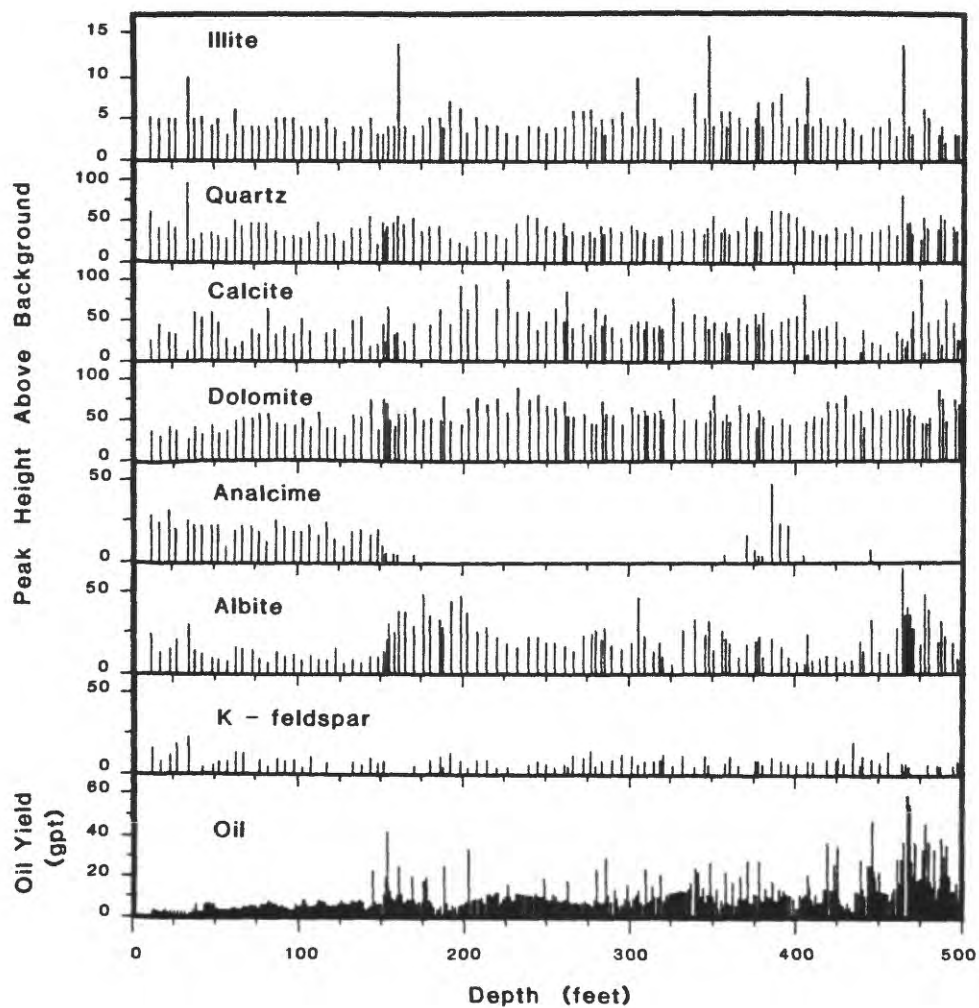 Peak Height Above Background
Oil Yield
(gpt)
15
10
5
0
Illite
100
50
0
Quartz
100
50
0
Calcite
100
50
0
Dolomite
50
0
Analcime
50
0
Albite
50
0
K - feldspar
60
40
20
0
Oil
0 100 200 300 400 500
Depth (feet)